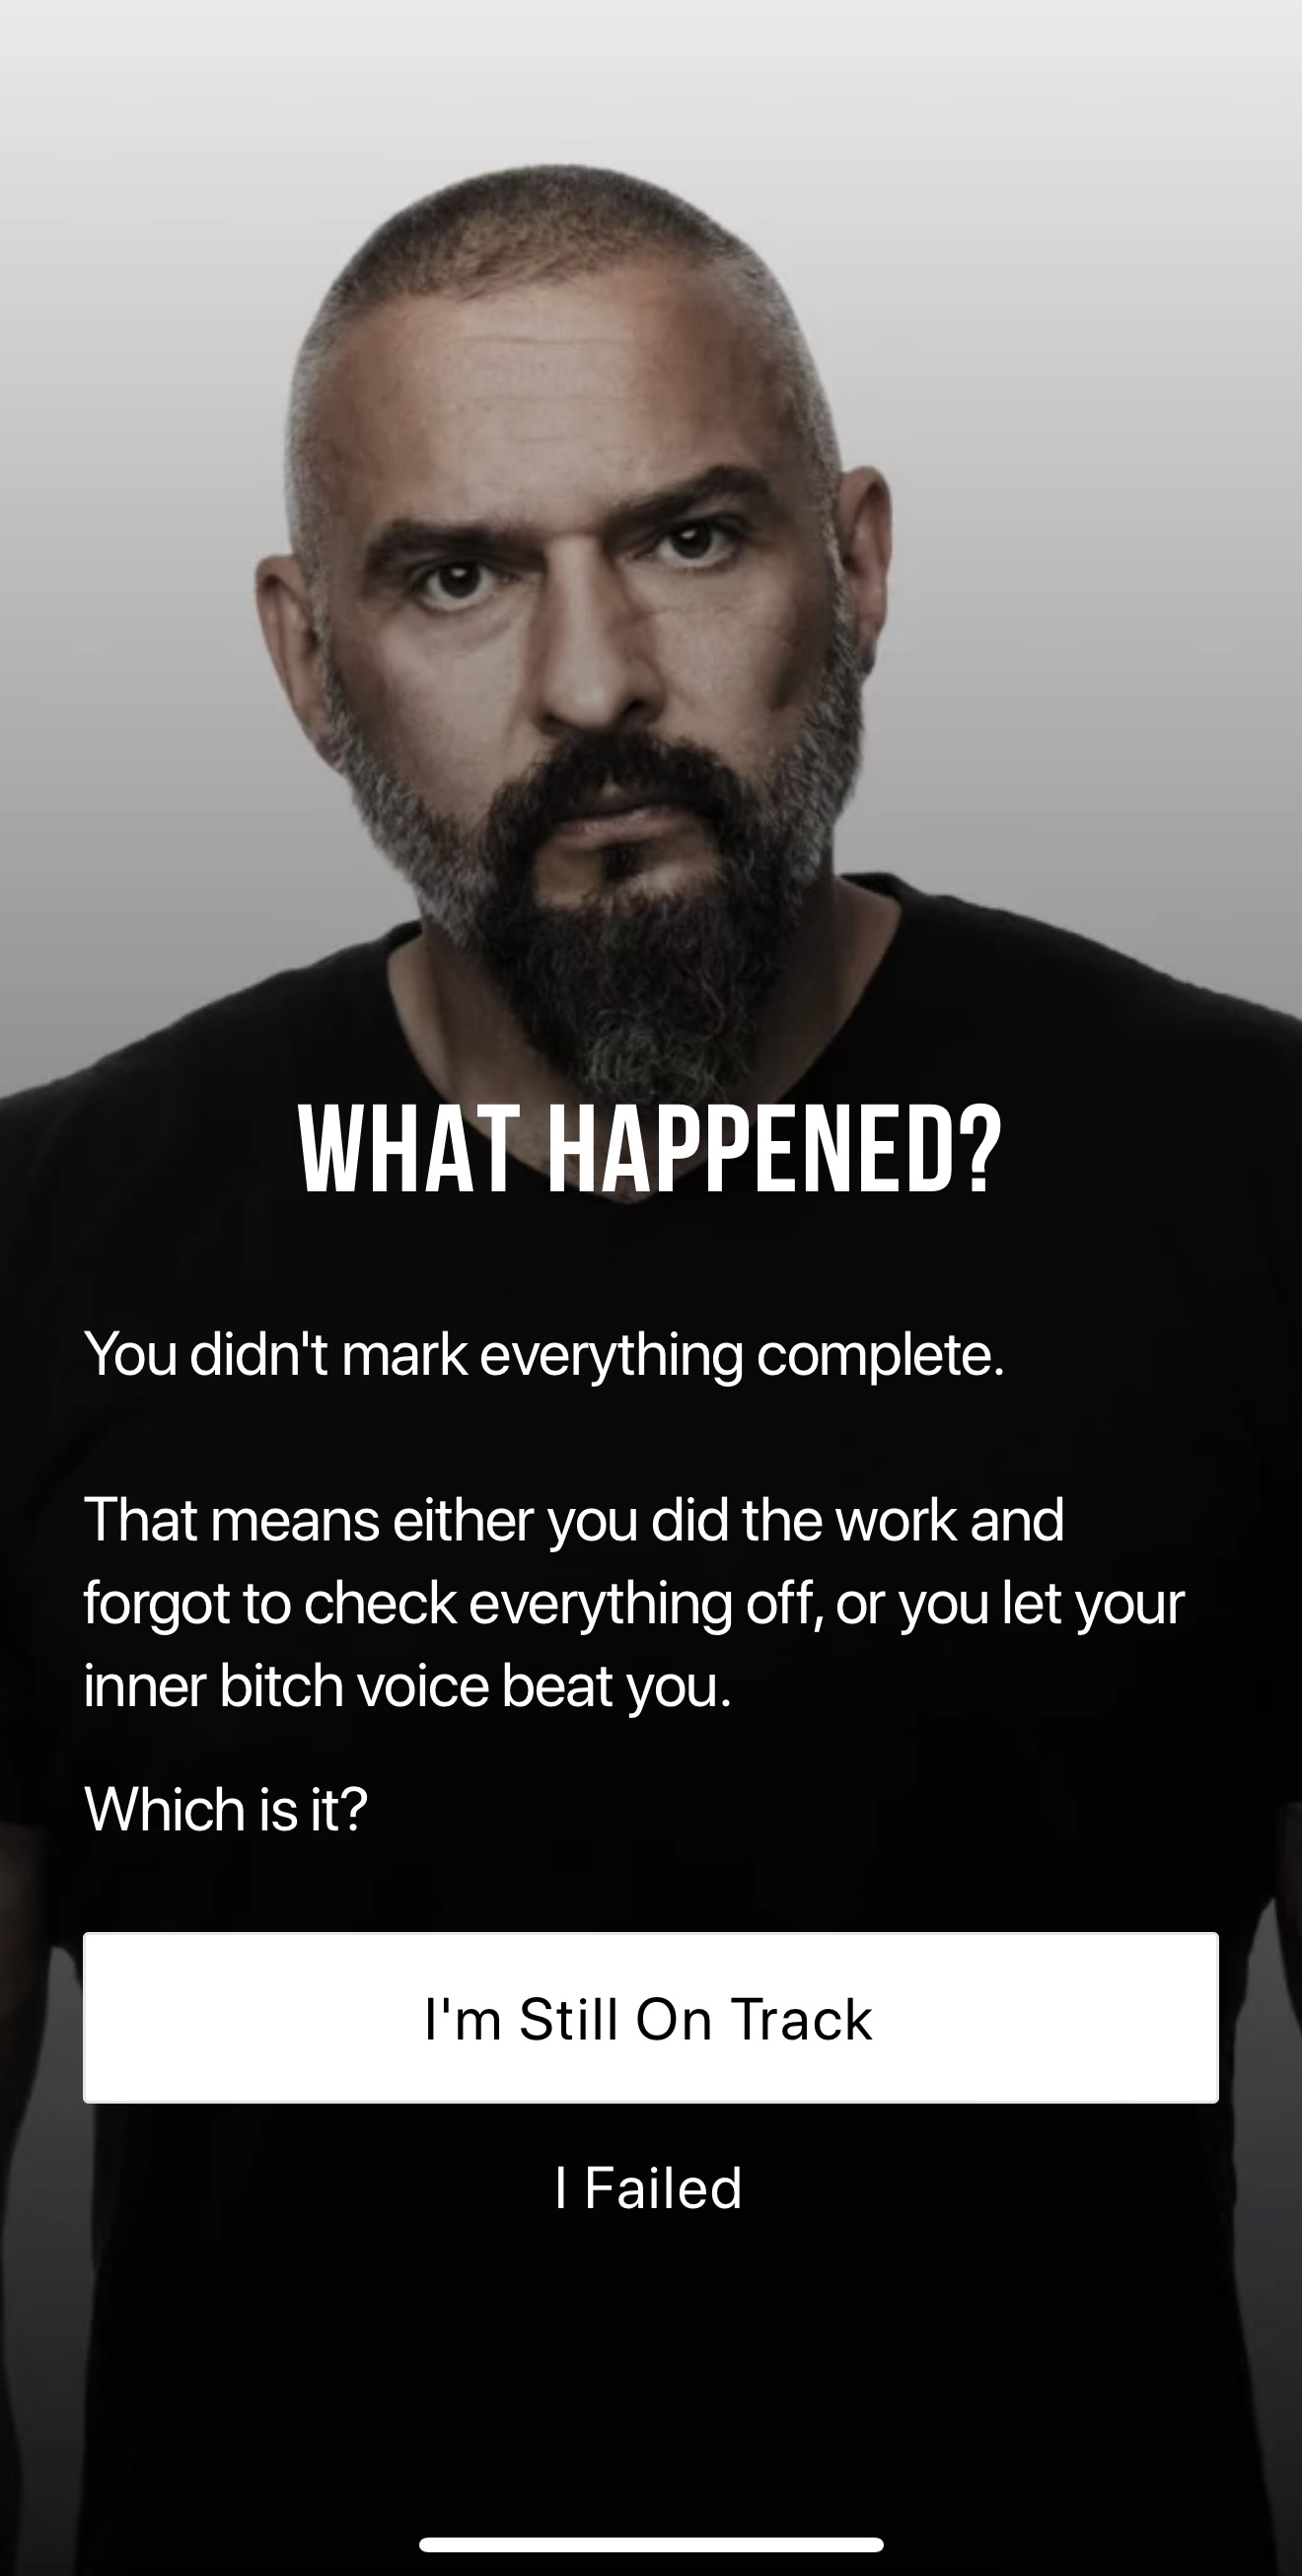 WHAT HAPPENED?
You didn't mark everything complete.
That means either you did the work and
forgot to check everything off, or you let your
inner bitch voice beat you.
Which is it?
I'm Still On Track
I Failed